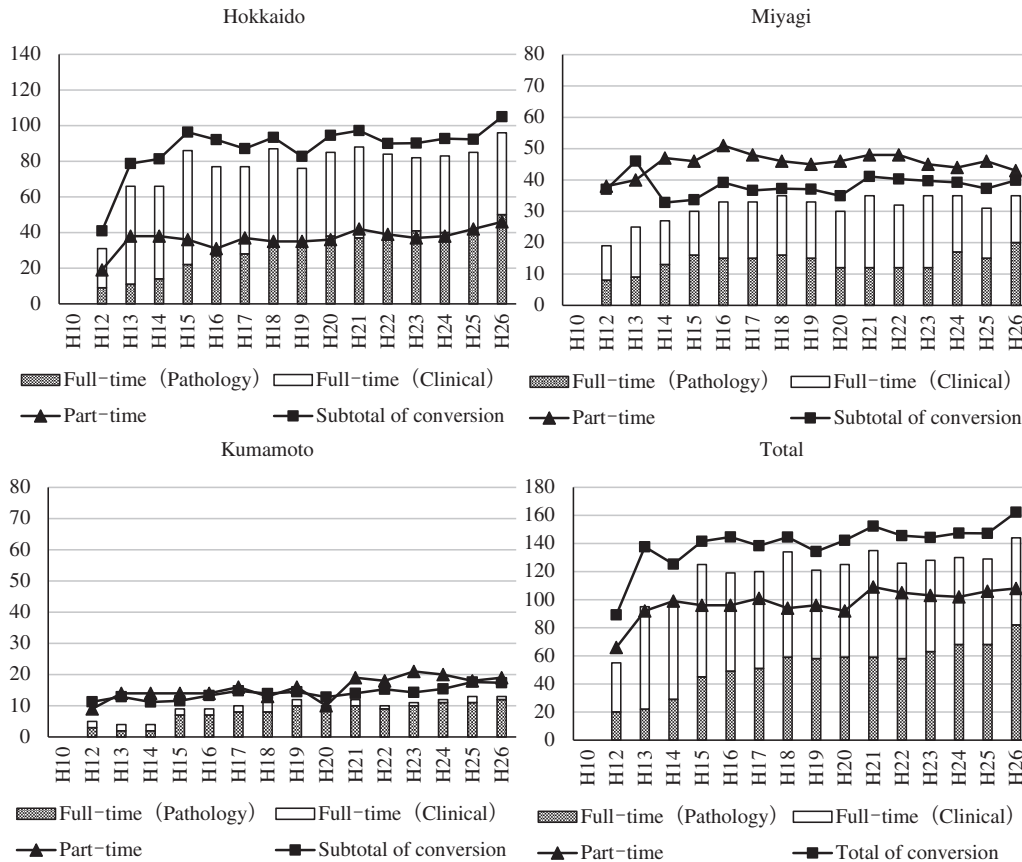 Hokkaido
140
120
100
80
60
40
20
0
H10 H12 H13 H14 H15 H16 H17 H18 H19 H20 H21 H22 H23 H24 H25 H26
Full-time (Pathology) Full-time (Clinical)
Part-time Subtotal of conversion
Miyagi
80
70
60
50
40
30
20
10
0
H10 H12 H13 H14 H15 H16 H17 H18 H19 H20 H21 H22 H23 H24 H25 H26
Full-time (Pathology) Full-time (Clinical)
Part-time Subtotal of conversion
Kumamoto
80
70
60
50
40
30
20
10
0
H10 H12 H13 H14 H15 H16 H17 H18 H19 H20 H21 H22 H23 H24 H25 H26
Full-time (Pathology) Full-time (Clinical)
Part-time Subtotal of conversion
Total
180
160
140
120
100
80
60
40
20
0
H10 H12 H13 H14 H15 H16 H17 H18 H19 H20 H21 H22 H23 H24 H25 H26
Full-time (Pathology) Full-time (Clinical)
Part-time Total of conversion